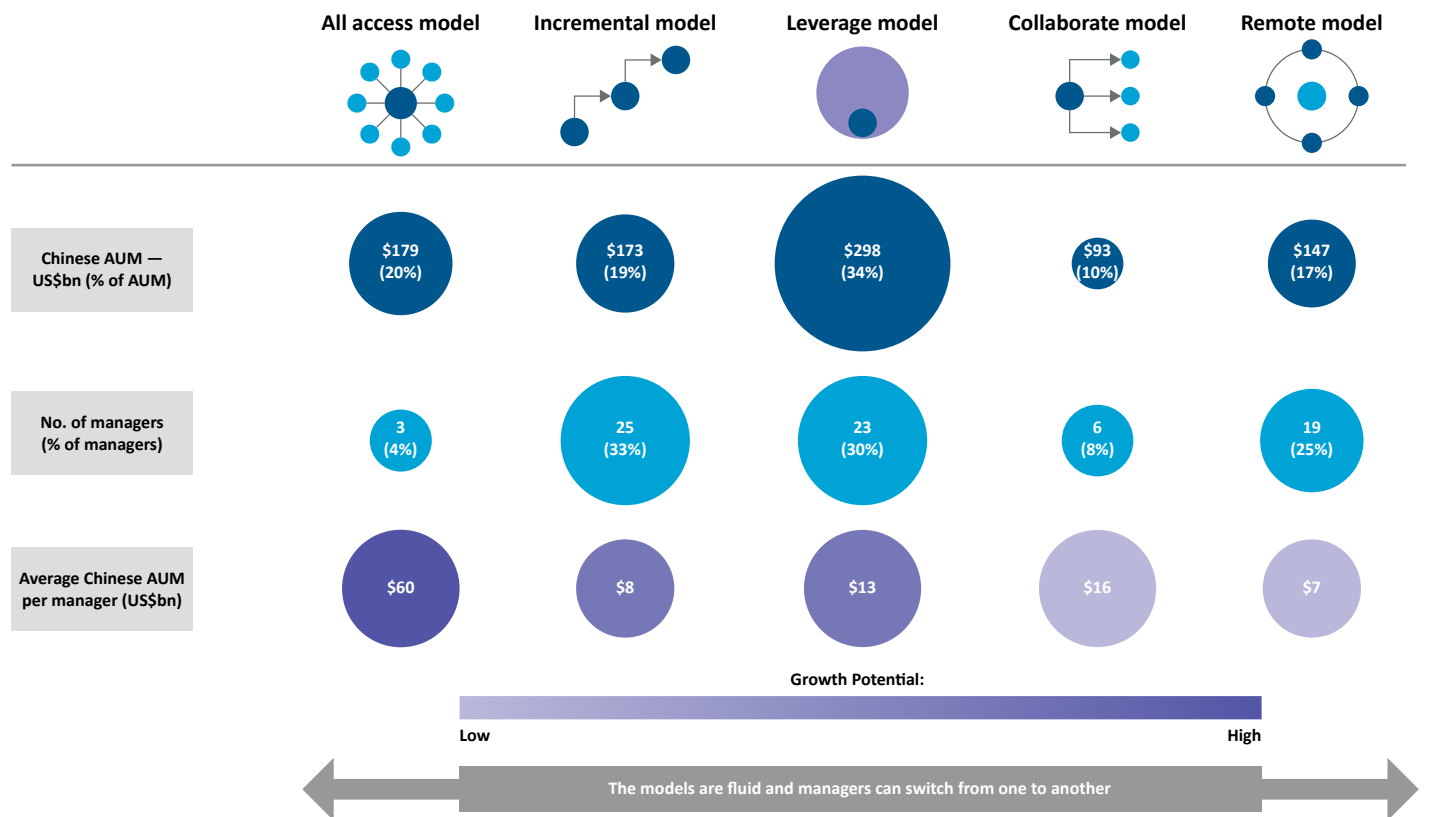 All access model
Incremental model
Leverage model
Collaborate model
Remote model
Chinese AUM —
US$bn (% of AUM)
$179
(20%)
$173
(19%)
$298
(34%)
$93
(10%)
$147
(17%)
No. of managers
(% of managers)
3
(4%)
25
(33%)
23
(30%)
6
(8%)
19
(25%)
Average Chinese AUM
per manager (US$bn)
$60
$8
$13
$16
$7
Growth Potential:
Low
High
The models are fluid and managers can switch from one to another